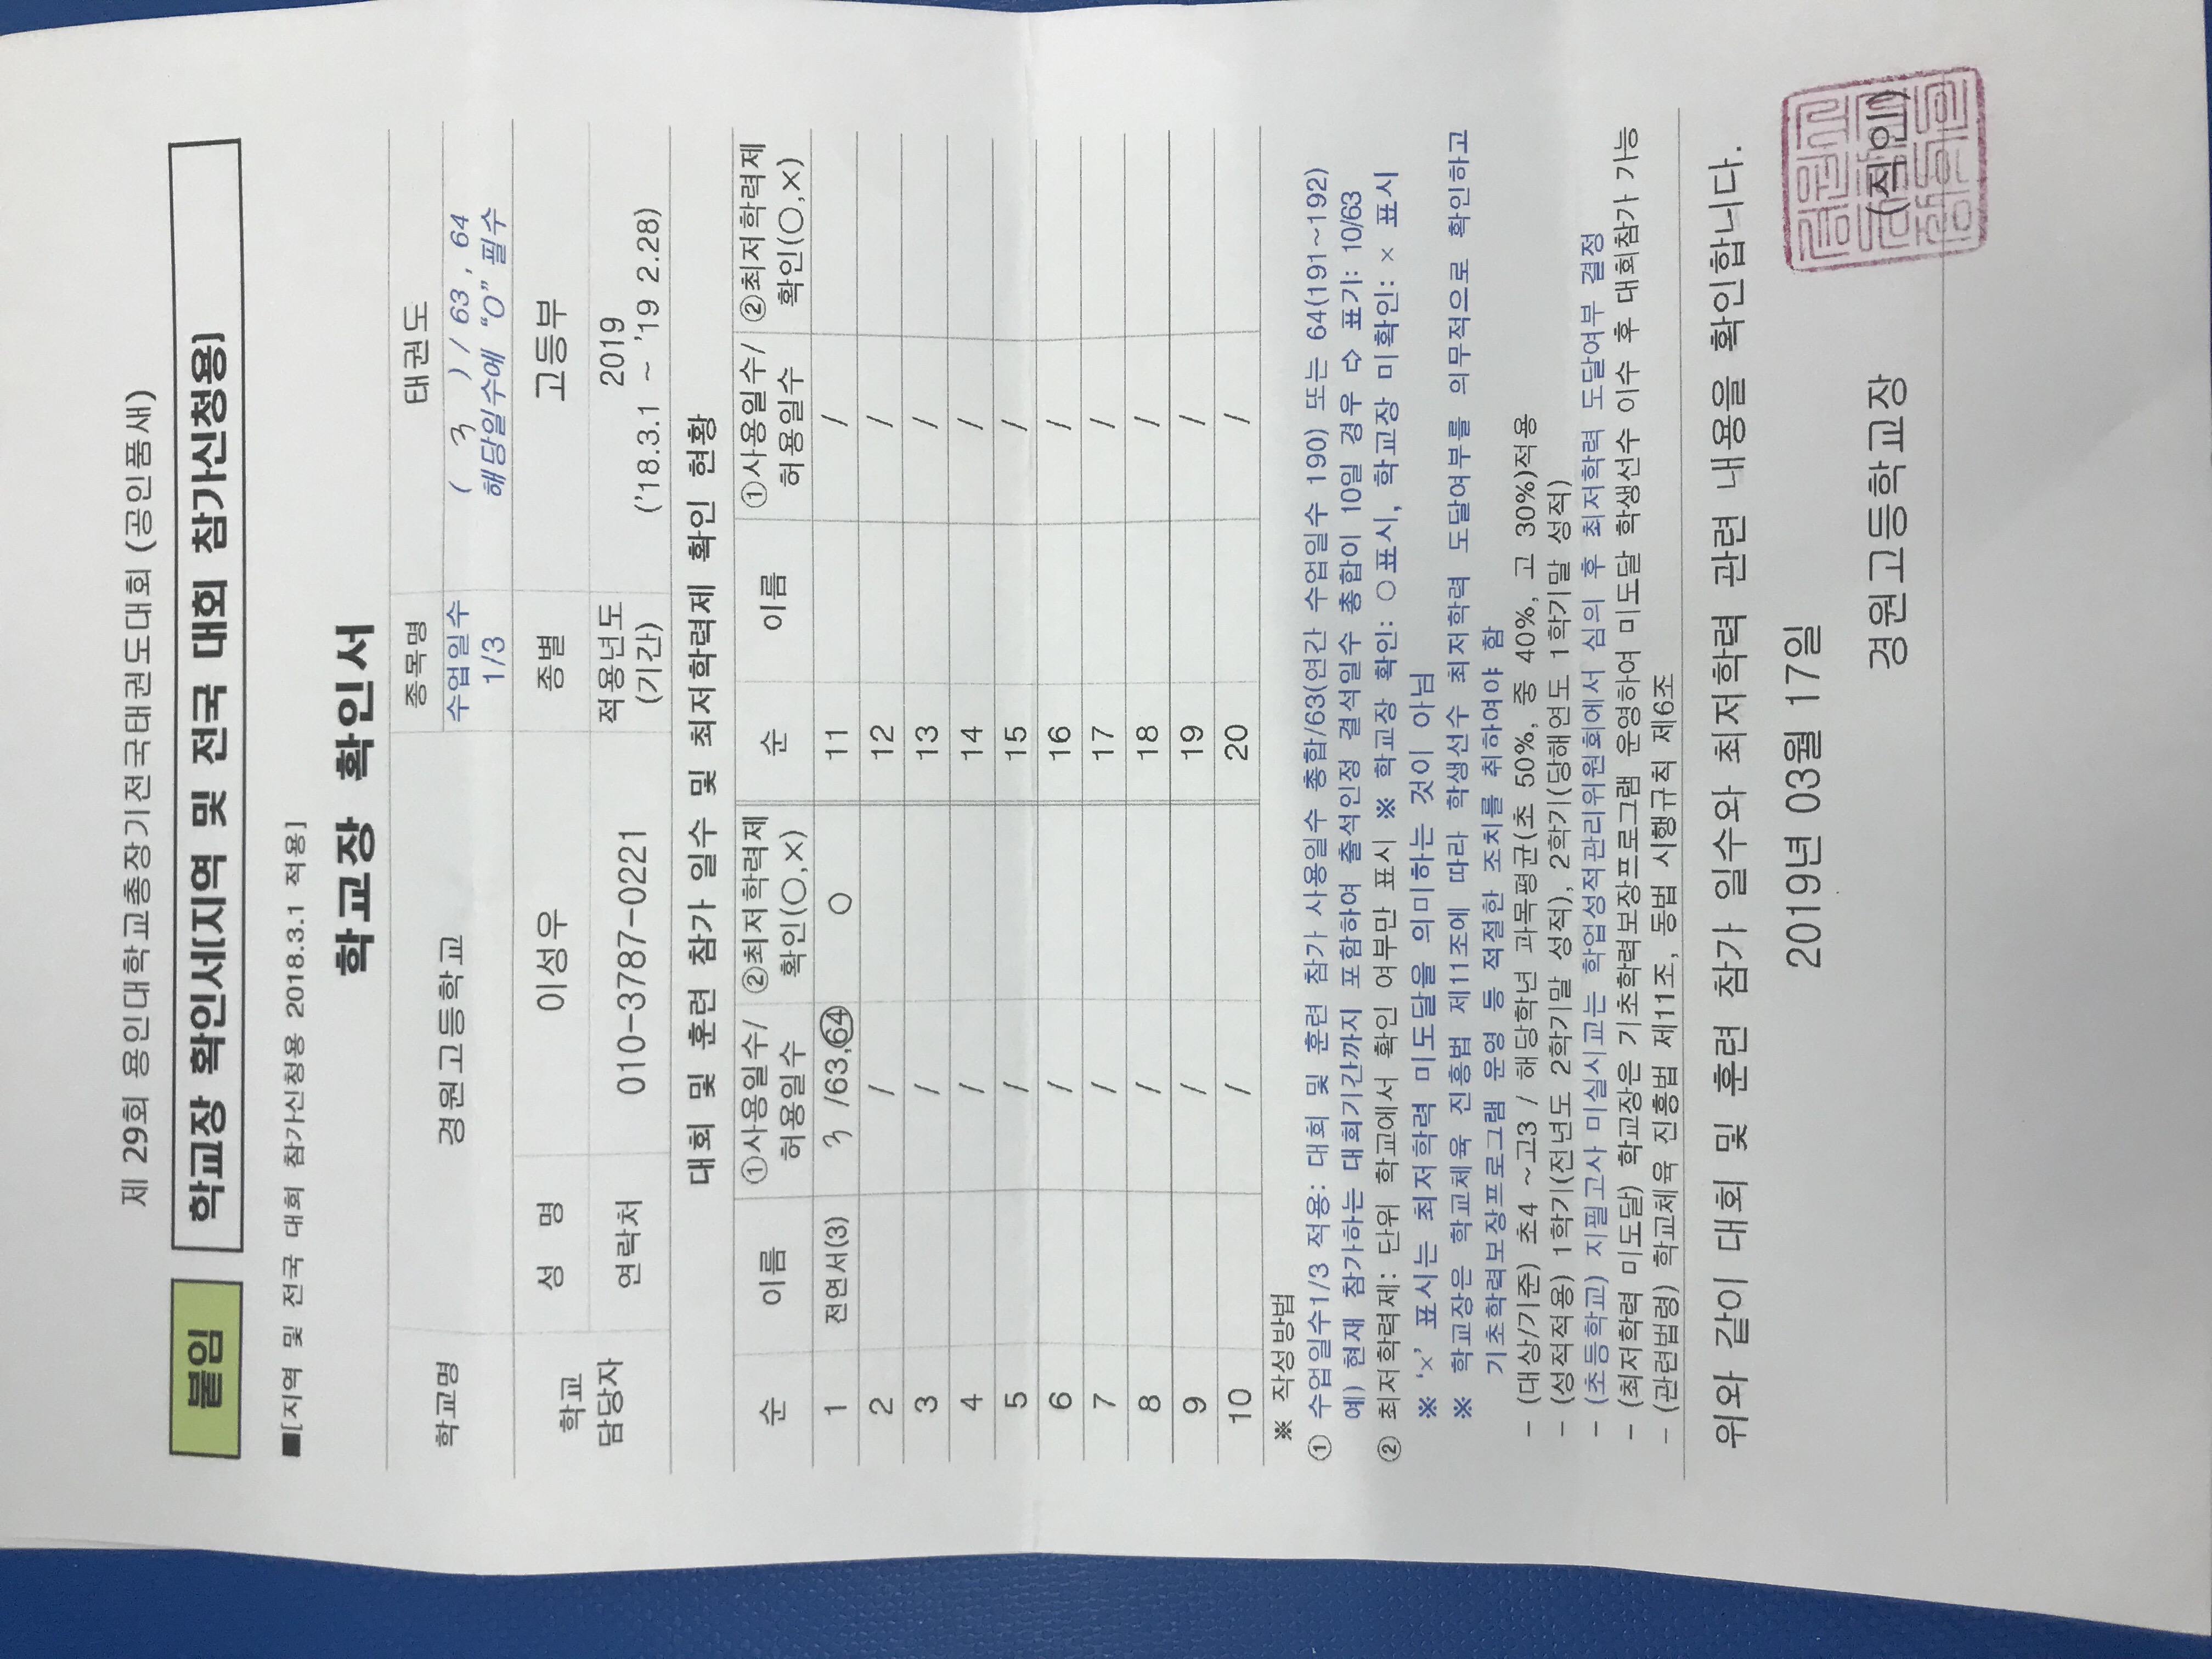 제 29회 용인대학교총장기전국태권도대회 (공인품새)
붙임 학교장 확인서[지역 및 전국 대회 참가신청용]
■[지역 및 전국 대회 참가신청용 2018.3.1 적용]
학교장 확인서
학교명 경원고등학교 종목명 태권도
수업일수 1/3 ( 3 ) / 63 , 64
해당일수에 “O” 필수
학교 담당자 성 명 이성우 종별 고등부
연락처 010-3787-0221 적용년도 (기간) 2019
('18.3.1 ~ '19 2.28)
대회 및 훈련 참가 일수 및 최저학력제 확인 현황
순 이름 ①사용일수/허용일수 ②최저학력제 확인(○,×) 순 이름 ①사용일수/허용일수 ②최저학력제 확인(○,×)
1 전연서(3) 3 /63,64 ○ 11 /
2 / 12 /
3 / 13 /
4 / 14 /
5 / 15 /
6 / 16 /
7 / 17 /
8 / 18 /
9 / 19 /
10 / 20 /
※ 작성방법
① 수업일수1/3 적용: 대회 및 훈련 참가 사용일수 총합/63(연간 수업일수 190) 또는 64(191~192)
예) 현재 참가하는 대회기간까지 포함하여 출석인정 결석일수 총합이 10일 경우 ⇨ 표기: 10/63
② 최저학력제: 단위 학교에서 확인 여부만 표시 ※ 학교장 확인: ○표시, 학교장 미확인: × 표시
※ '×' 표시는 최저학력 미도달을 의미하는 것이 아님
※ 학교장은 학교체육 진흥법 제11조에 따라 학생선수 최저학력 도달여부를 의무적으로 확인하고
기초학력보장프로그램 운영 등 적절한 조치를 취하여야 함
- (대상/기준) 초4 ~고3 / 해당학년 과목평균(초 50%, 중 40%, 고 30%)적용
- (성적적용) 1학기(전년도 2학기말 성적), 2학기(당해연도 1학기말 성적)
- (초등학교) 지필고사 미실시교는 학업성적관리위원회에서 심의 후 최저학력 도달여부 결정
- (최저학력 미도달) 학교장은 기초학력보장프로그램 운영하여 미도달 학생선수 이수 후 대회참가 가능
- (관련법령) 학교체육 진흥법 제11조, 동법 시행규칙 제6조
위와 같이 대회 및 훈련 참가 일수와 최저학력 관련 내용을 확인합니다.
2019년 03월 17일
경원고등학교장 (직인)